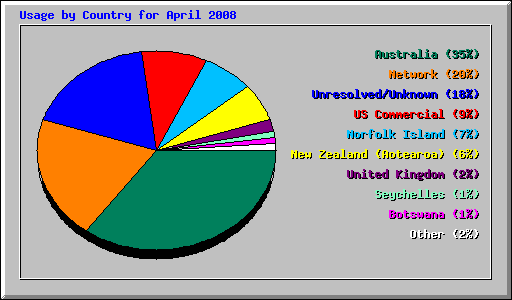 Usage by Country for April 2008
Australia (35%)
Network (20%)
Unresolved/Unknown (18%)
US Commercial (9%)
Norfolk Island (7%)
New Zealand (Aotearoa) (6%)
United Kingdom (2%)
Seychelles (1%)
Botswana (1%)
Other (2%)